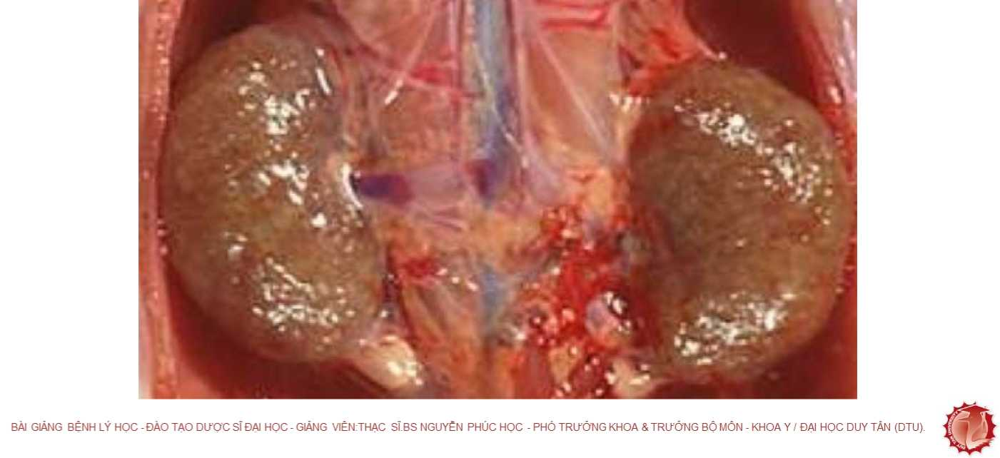 BÀI GIẢNG BỆNH LÝ HỌC - ĐÀO TẠO DƯỢC SĨ ĐẠI HỌC - GIẢNG VIÊN:THẠC SĨ.BS NGUYỄN PHÚC HỌC - PHÓ TRƯỞNG KHOA & TRƯỞNG BỘ MÔN - KHOA Y / ĐẠI HỌC DUY TÂN (DTU).